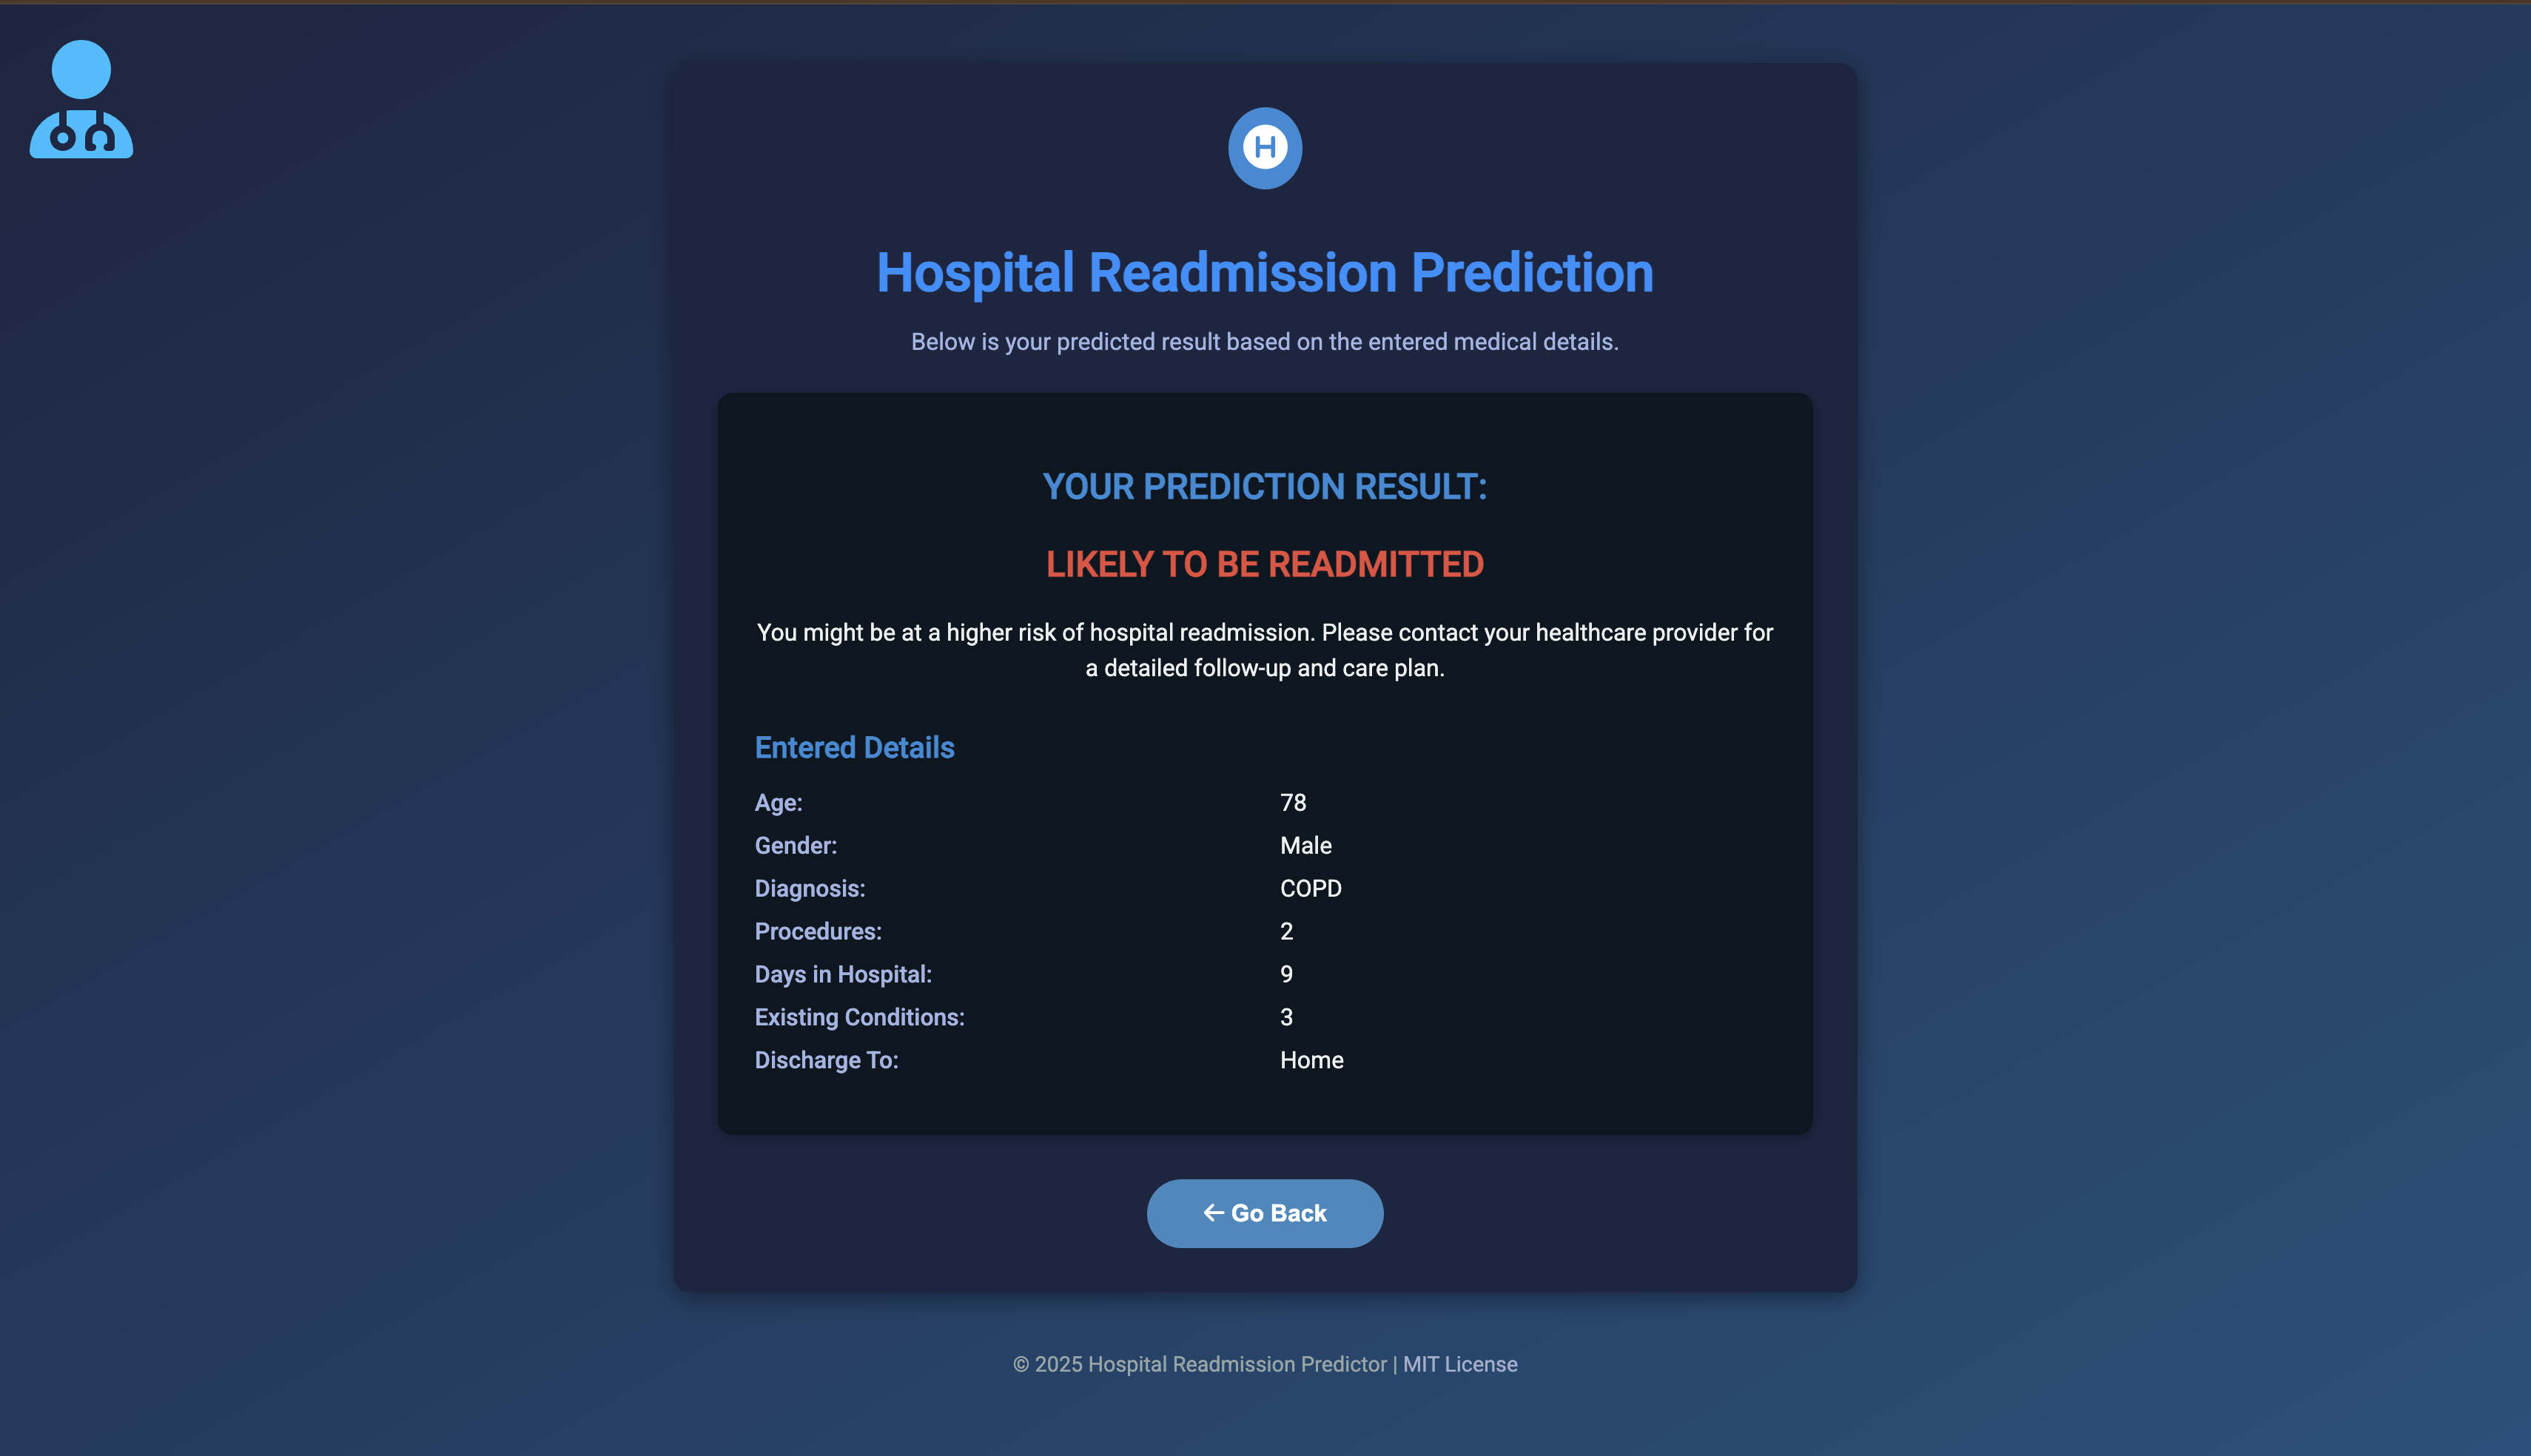 H
Hospital Readmission Prediction
Below is your predicted result based on the entered medical details.
YOUR PREDICTION RESULT:
LIKELY TO BE READMITTED
You might be at a higher risk of hospital readmission. Please contact your healthcare provider for
a detailed follow-up and care plan.
Entered Details
Age: 78
Gender: Male
Diagnosis: COPD
Procedures: 2
Days in Hospital: 9
Existing Conditions: 3
Discharge To: Home
← Go Back
© 2025 Hospital Readmission Predictor | MIT License